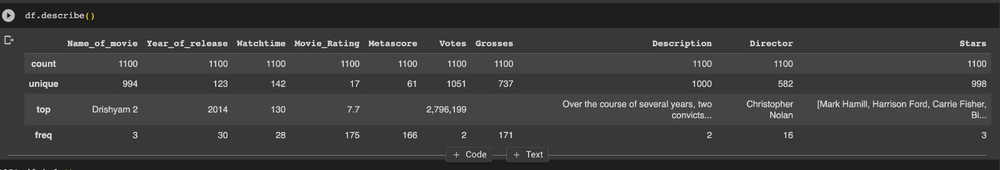 df.describe()
Name_of_movie Year_of_release Watchtime Movie_Rating Metascore Votes Grosses Description Director Stars
count 1100 1100 1100 1100 1100 1100 1100 1100 1100 1100
unique 994 123 142 17 61 1051 737 1000 582 998
top Drishyam 2 2014 130 7.7 2,796,199 Over the course of several years, two convicts... Christopher Nolan [Mark Hamill, Harrison Ford, Carrie Fisher, Bi...
freq 3 30 28 175 166 2 171 2 16 3
+ Code + Text